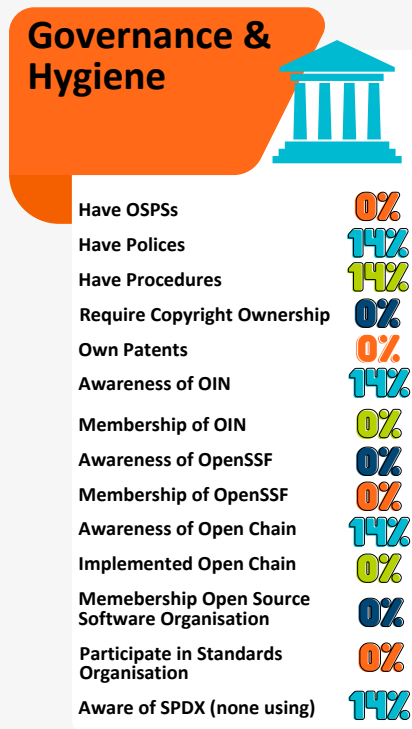 Governance &
Hygiene
Have OSPSs 0%
Have Polices 14%
Have Procedures 14%
Require Copyright Ownership 0%
Own Patents 0%
Awareness of OIN 14%
Membership of OIN 0%
Awareness of OpenSSF 0%
Membership of OpenSSF 0%
Awareness of Open Chain 14%
Implemented Open Chain 0%
Memebership Open Source
Software Organisation 0%
Participate in Standards
Organisation 0%
Aware of SPDX (none using) 14%